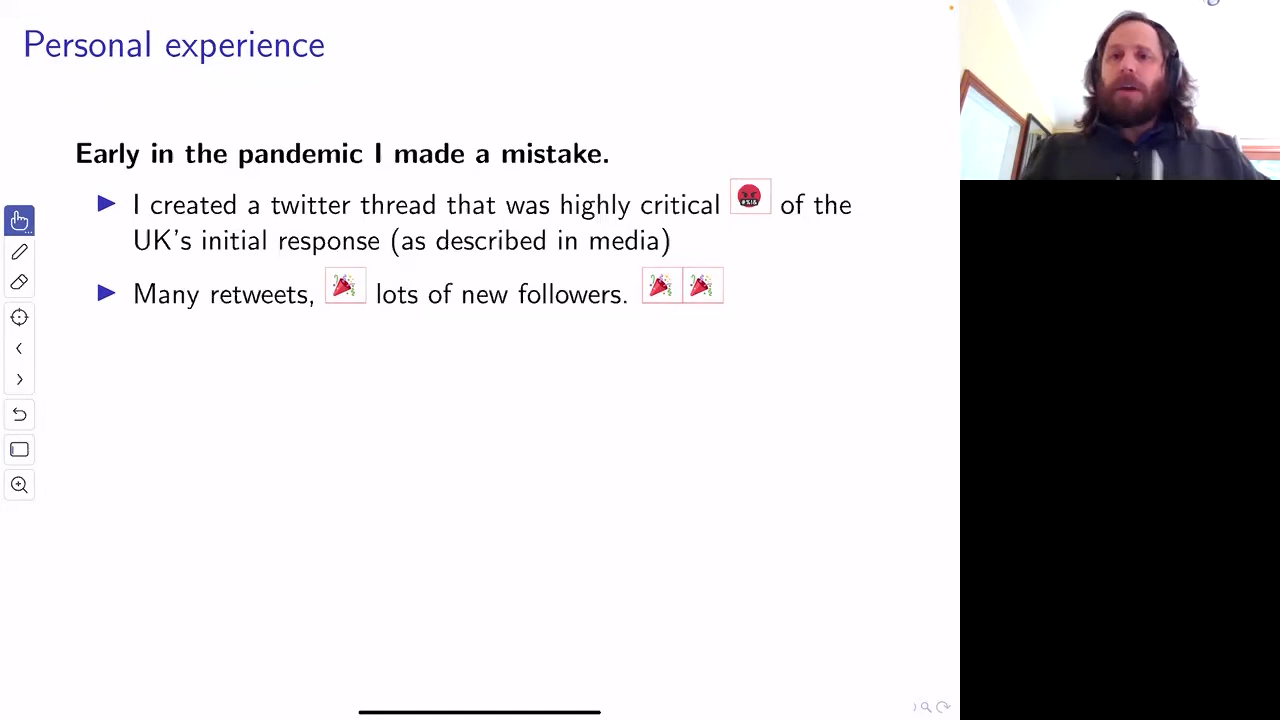 Personal experience
Early in the pandemic I made a mistake.
I created a twitter thread that was highly critical 🤬 of the
UK's initial response (as described in media)
Many retweets, 🎉 lots of new followers. 🎉🎉